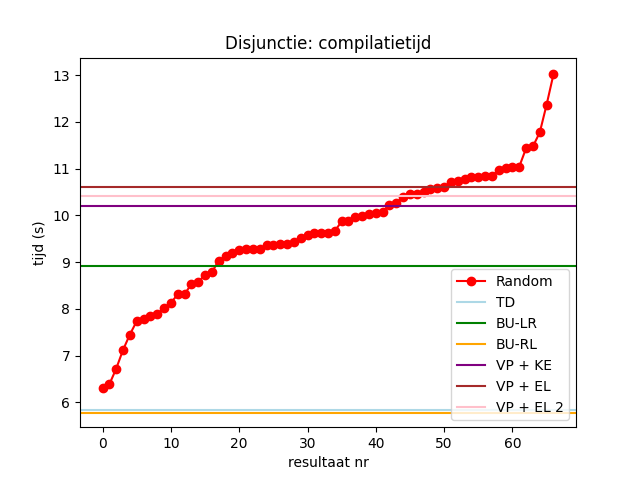 Disjunctie: compilatietijd
tijd (s)
13
12
11
10
9
8
7
6
0
10
20
30
40
50
60
resultaat nr
Random
TD
BU-LR
BU-RL
VP + KE
VP + EL
VP + EL 2